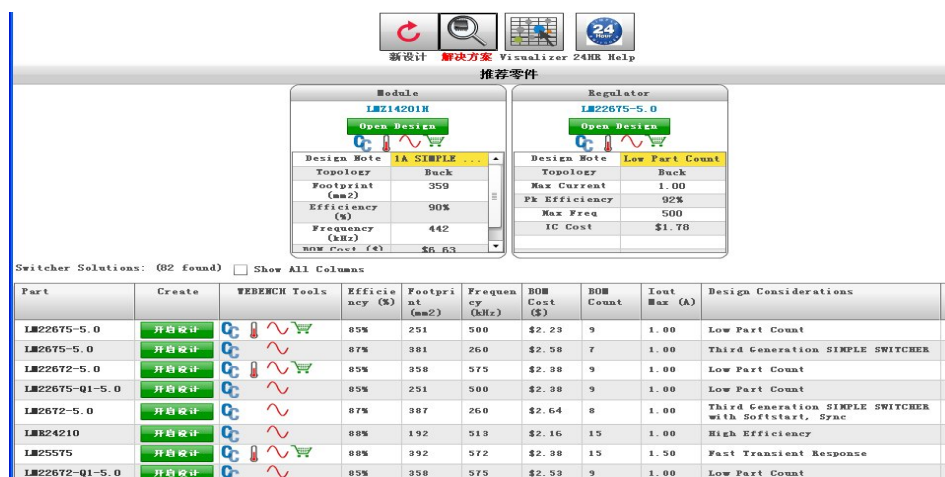 24
Hour
新设计 解决方案 Visualizer 24HR Help
推荐零件
Module
LMZ14201H
Open Design
Design Note 1A SIMPLE ...
Topology Buck
Footprint (mm2) 359
Efficiency (%) 90%
Frequency (kHz) 442
BOM Cost ($) $6.63
Regulator
LM22675-5.0
Open Design
Design Note Low Part Count
Topology Buck
Max Current 1.00
Pk Efficiency 92%
Max Freq 500
IC Cost $1.78
Switcher Solutions: (82 found) Show All Columns
Part Create WEBENCH Tools Efficiency (%) Footprint (mm2) Frequency (kHz) BOM Cost ($) BOM Count Iout Max (A) Design Considerations
LM22675-5.0 开启设计 85% 251 500 $2.23 9 1.00 Low Part Count
LM2675-5.0 开启设计 87% 381 260 $2.58 7 1.00 Third Generation SIMPLE SWITCHER
LM22672-5.0 开启设计 85% 358 575 $2.38 9 1.00 Low Part Count
LM22675-Q1-5.0 开启设计 85% 251 500 $2.38 9 1.00 Low Part Count
LM2672-5.0 开启设计 87% 387 260 $2.64 8 1.00 Third Generation SIMPLE SWITCHER with Softstart, Sync
LMR24210 开启设计 88% 192 513 $2.16 15 1.00 High Efficiency
LM25575 开启设计 88% 392 572 $2.38 15 1.50 Fast Transient Response
LM22672-Q1-5.0 开启设计 85% 358 575 $2.53 9 1.00 Low Part Count